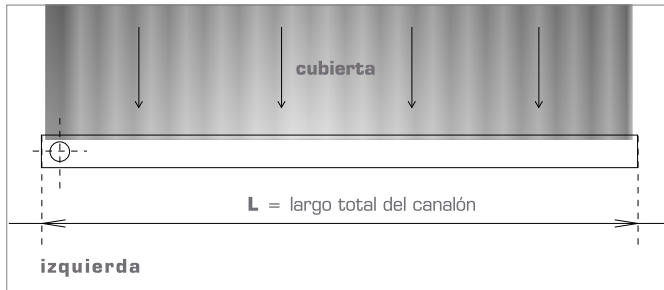 cubierta
L = largo total del canalón
izquierda